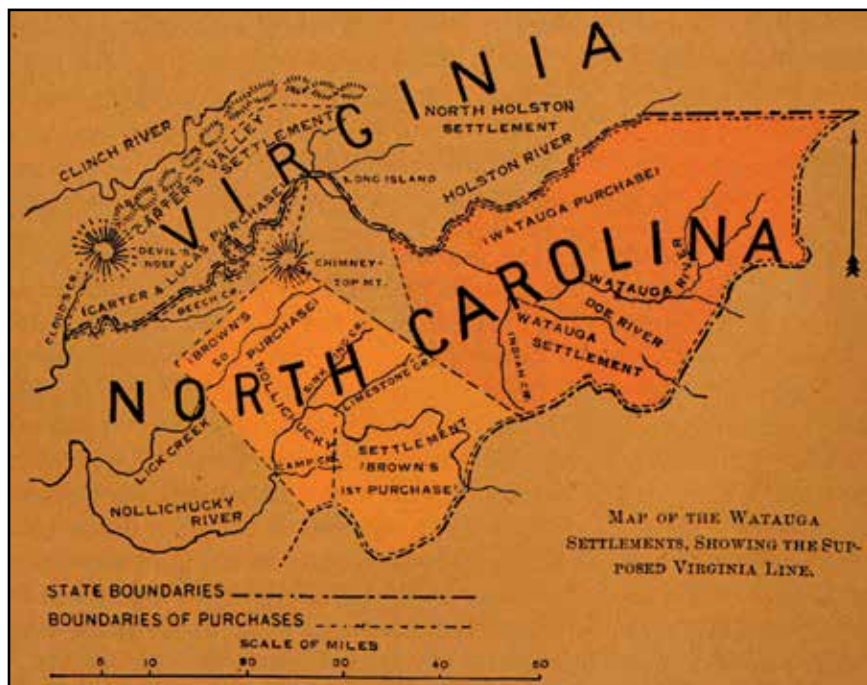 VIRGINIA
NORTH HOLSTON
SETTLEMENT
CLINCH RIVER
CARTER'S VALLEY
SETTLEMENT
LONG ISLAND
HOLSTON RIVER
(WATAUGA PURCHASE)
DEVIL'S
NOSE
(CARTER & LUCAS PURCHASE)
CHIMNEY-
TOP MT.
CLOUD'S CR.
BEECH CR.
NORTH CAROLINA
WATAUGA RIVER
DOE RIVER
WATAUGA
SETTLEMENT
INDIAN CR.
(BROWN'S
2D PURCHASE)
SINKING CR.
LIMESTONE CR.
NOLLICHUCKY
SETTLEMENT
(BROWN'S
1ST PURCHASE)
LICK CREEK
CAMP CR.
NOLLICHUCKY
RIVER
MAP OF THE WATAUGA
SETTLEMENTS, SHOWING THE SUP-
POSED VIRGINIA LINE.
STATE BOUNDARIES
BOUNDARIES OF PURCHASES
SCALE OF MILES
5 10 20 30 40 50